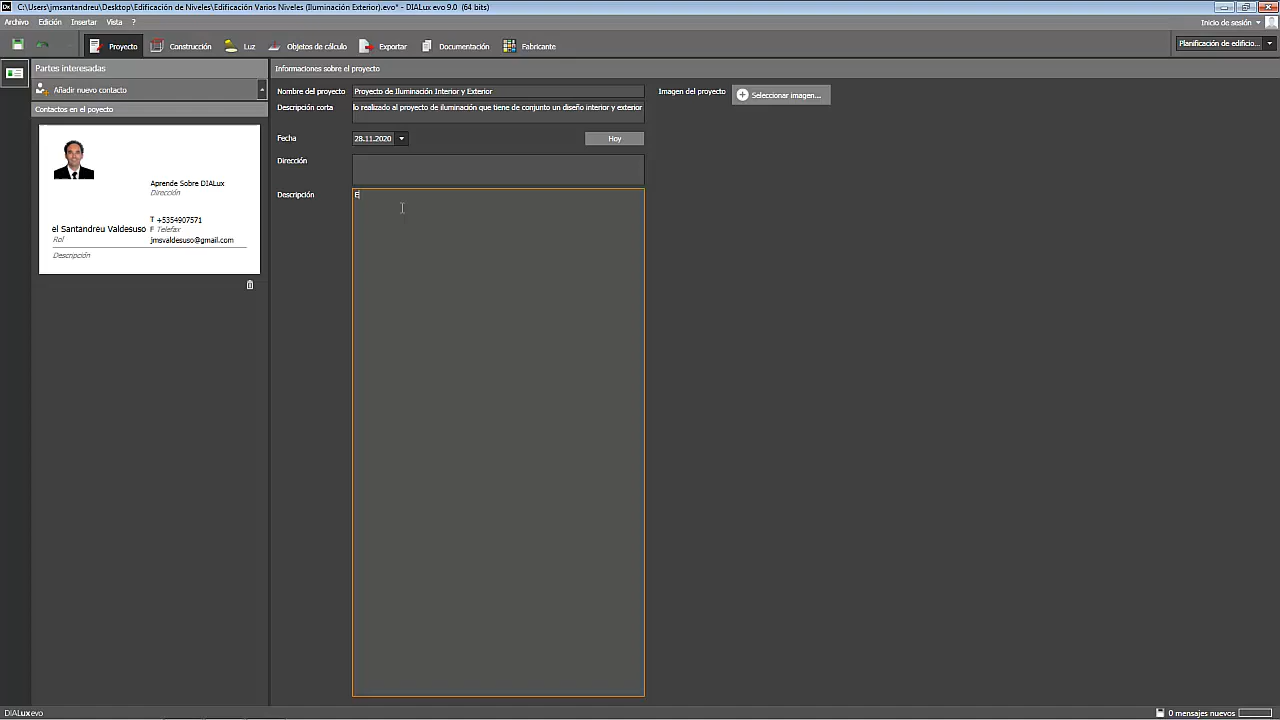 C:\Users\jmsantandreu\Desktop\Edificación de Niveles\Edificación Varios Niveles (Iluminación Exterior).evo* - DIALux evo 9.0 (64 bits)
Archivo Edición Insertar Vista ?
Inicio de sesión
Proyecto Construcción Luz Objetos de cálculo Exportar Documentación Fabricante
Planificación de edificio...
Partes interesadas
Informaciones sobre el proyecto
Añadir nuevo contacto
Nombre del proyecto Proyecto de Iluminación Interior y Exterior
Imagen del proyecto Seleccionar imagen...
Contactos en el poyecto
Descripción corta lo realizado al proyecto de iluminación que tiene de conjunto un diseño interior y exterior
Fecha 28.11.2020 Hoy
Dirección
Descripción E
Aprende Sobre DIALux
Dirección
T +5354907571
el Santandreu Valdesuso F Telefax
Rol jmsvaldesuso@gmail.com
Descripción
DIALux evo
0 mensajes nuevos